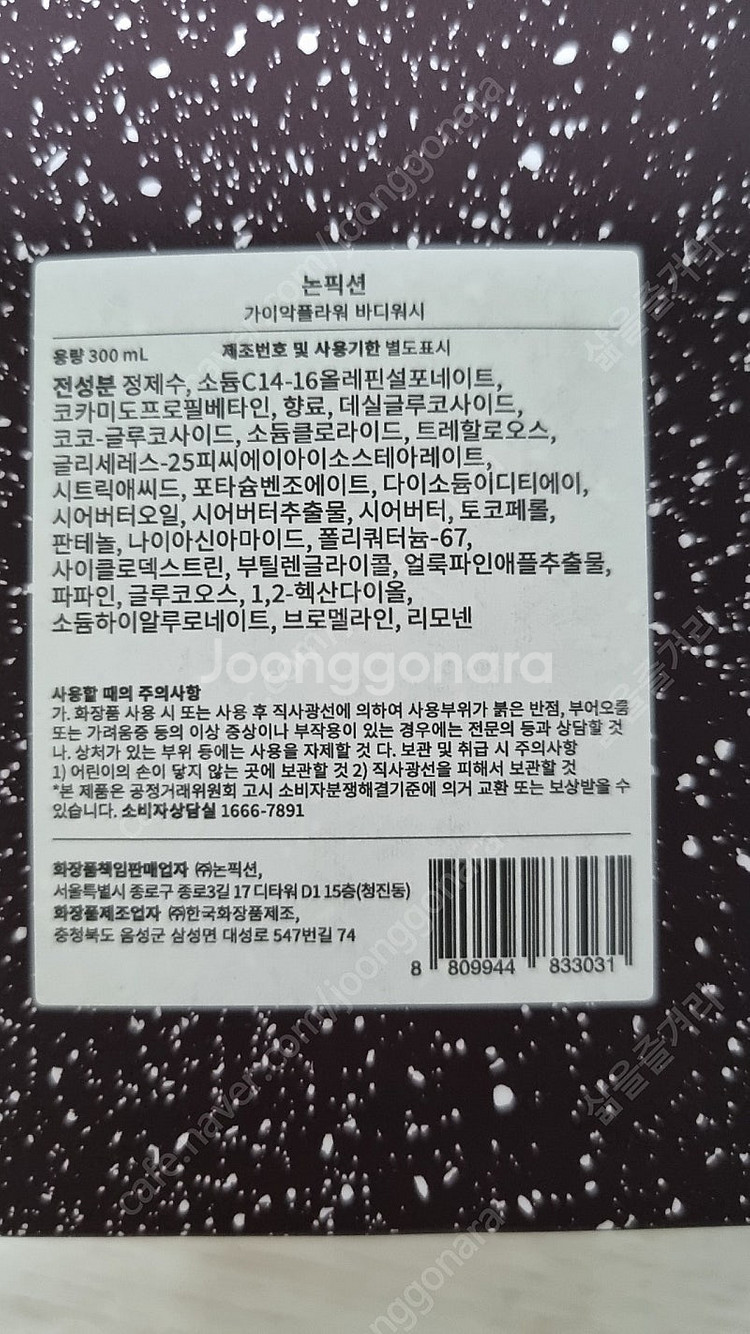 논픽션
가이악플라워 바디워시
용량 300 mL 제조번호 및 사용기한 별도표시
전성분 정제수, 소듐C14-16올레핀설포네이트,
코카미도프로필베타인, 향료, 데실글루코사이드,
코코-글루코사이드, 소듐클로라이드, 트레할로오스,
글리세레스-25피씨에이아이소스테아레이트,
시트릭애씨드, 포타슘벤조에이트, 다이소듐이디티에이,
시어버터오일, 시어버터추출물, 시어버터, 토코페롤,
판테놀, 나이아신아마이드, 폴리쿼터늄-67,
사이클로덱스트린, 부틸렌글라이콜, 얼룩파인애플추출물,
파파인, 글루코오스, 1,2-헥산다이올,
소듐하이알루로네이트, 브로멜라인, 리모넨
Joonggonara
사용할 때의 주의사항
가. 화장품 사용 시 또는 사용 후 직사광선에 의하여 사용부위가 붉은 반점, 부어오름
또는 가려움증 등의 이상 증상이나 부작용이 있는 경우에는 전문의 등과 상담할 것
나. 상처가 있는 부위 등에는 사용을 자제할 것 다. 보관 및 취급 시 주의사항
1) 어린이의 손이 닿지 않는 곳에 보관할 것 2) 직사광선을 피해서 보관할 것
*본 제품은 공정거래위원회 고시 소비자분쟁해결기준에 의거 교환 또는 보상받을 수
있습니다. 소비자상담실 1666-7891
화장품책임판매업자 ㈜논픽션,
서울특별시 종로구 종로3길 17 디타워 D1 15층(청진동)
화장품제조업자 ㈜한국화장품제조,
충청북도 음성군 삼성면 대성로 547번길 74
8 809944 833031
cafe.naver.com/joonggonara
삶을즐겨라